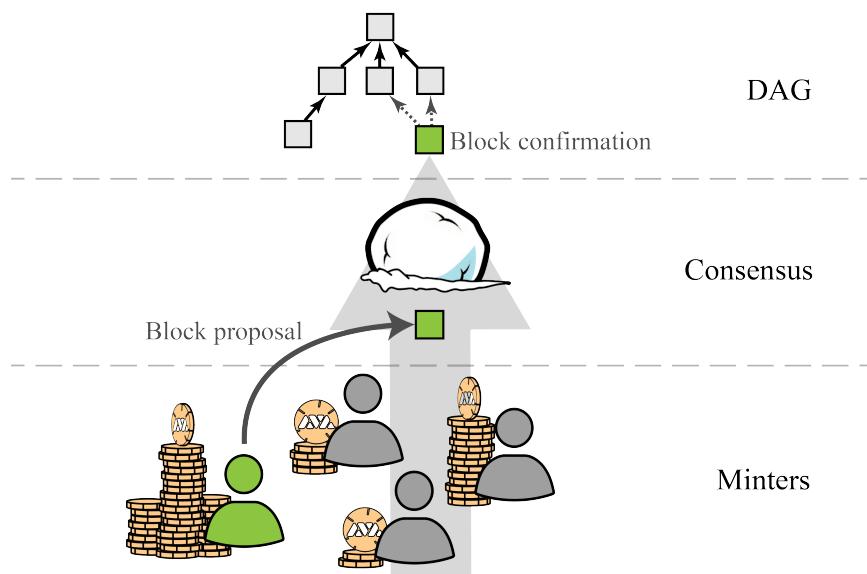 DAG
Block confirmation
Consensus
Block proposal
Minters